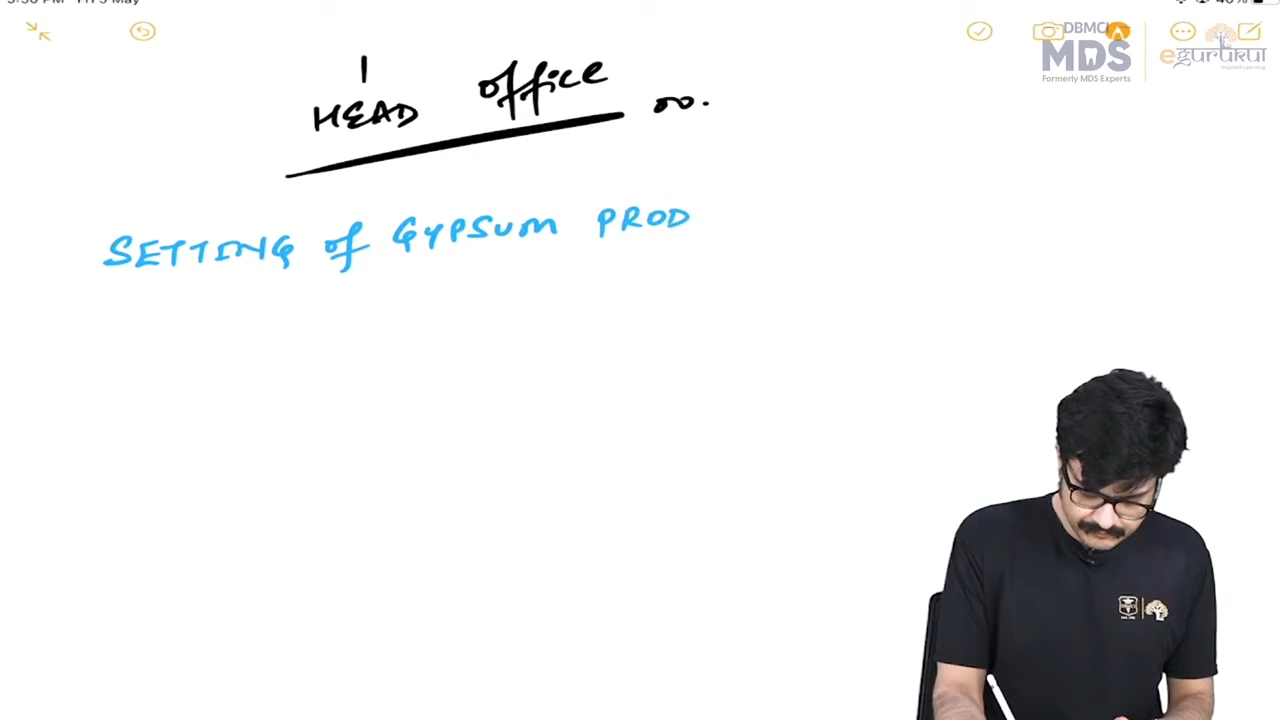 DBMCI
MDS
Formerly MDS Experts
egurukul
HEAD office
SETTING of GYPSUM PROD